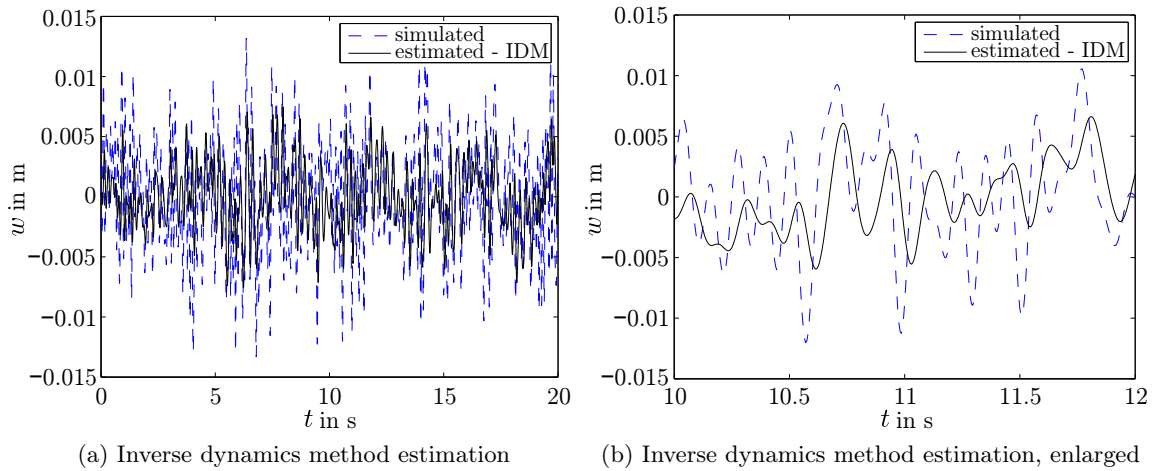 0.015
0.01
0.005
0
−0.005
−0.01
−0.015
w in m
0 5 10 15 20
t in s
simulated
estimated - IDM
(a) Inverse dynamics method estimation
0.015
0.01
0.005
0
−0.005
−0.01
−0.015
w in m
10 10.5 11 11.5 12
t in s
simulated
estimated - IDM
(b) Inverse dynamics method estimation, enlarged